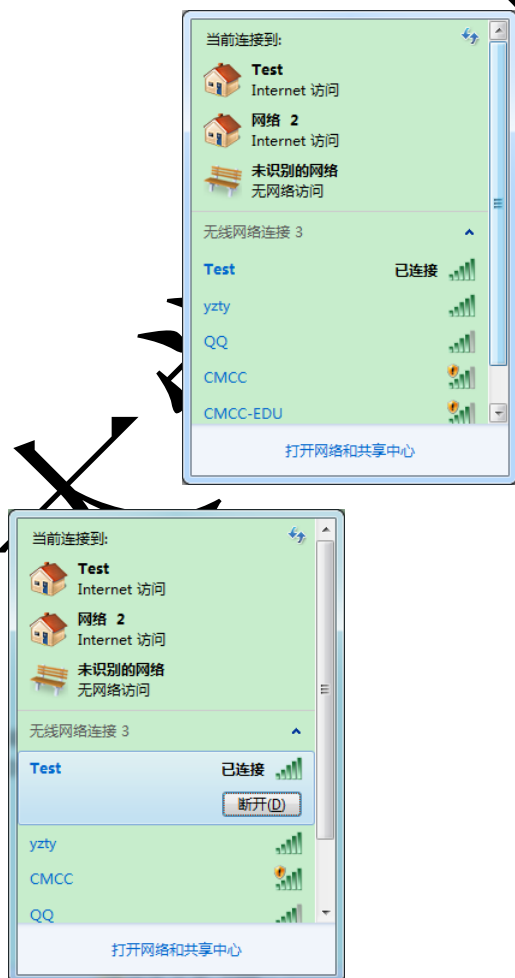 当前连接到:
Test
Internet 访问
网络 2
Internet 访问
未识别的网络
无网络访问
无线网络连接 3
Test 已连接
yzty
QQ
CMCC
CMCC-EDU
打开网络和共享中心
当前连接到:
Test
Internet 访问
网络 2
Internet 访问
未识别的网络
无网络访问
无线网络连接 3
Test 已连接
断开(D)
yzty
CMCC
QQ
打开网络和共享中心